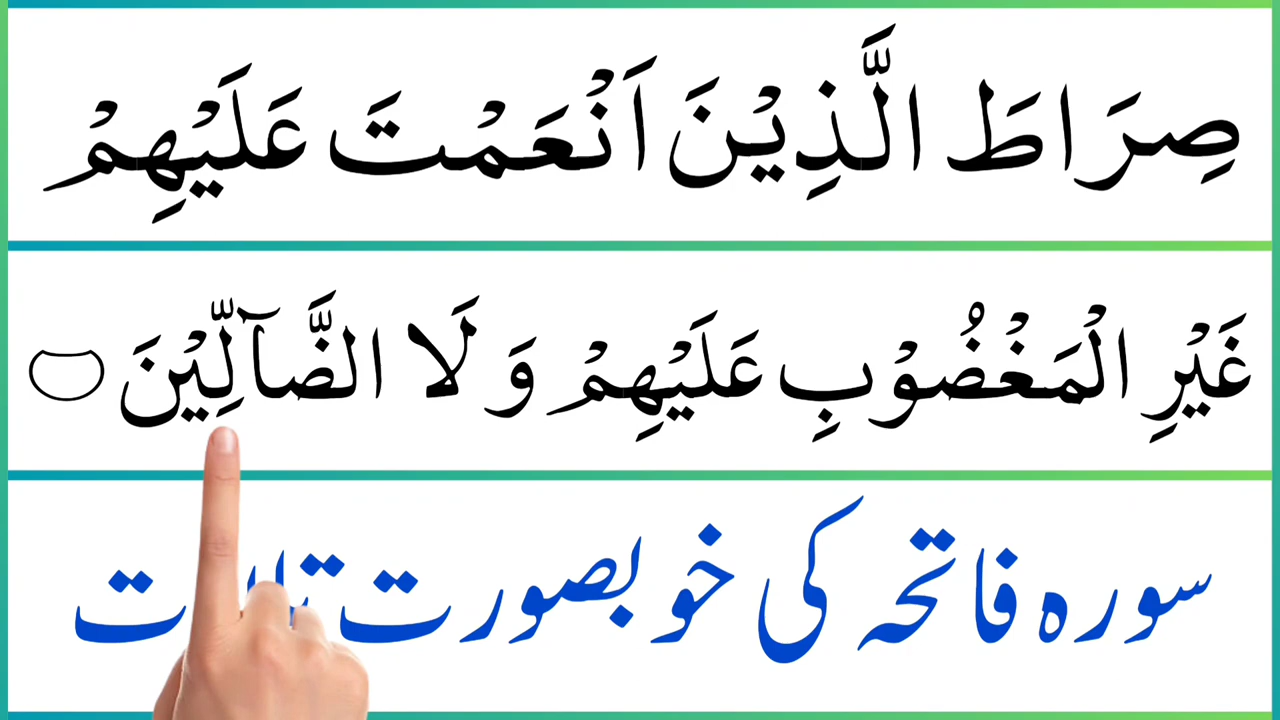 صِرَاطَ الَّذِيْنَ اَنْعَمْتَ عَلَيْهِمْ
غَيْرِ الْمَغْضُوْبِ عَلَيْهِمْ وَ لَا الضَّآلِّيْنَ
سورہ فاتحہ کی خوبصورت